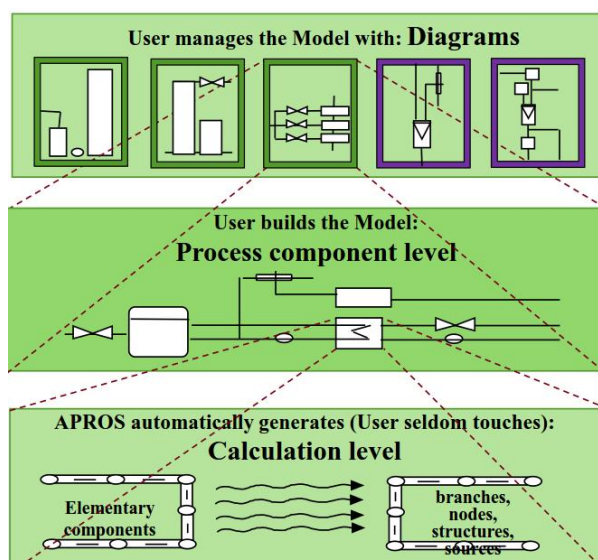 User manages the Model with: Diagrams
User builds the Model:
Process component level
APROS automatically generates (User seldom touches):
Calculation level
Elementary
components
branches,
nodes,
structures,
sources